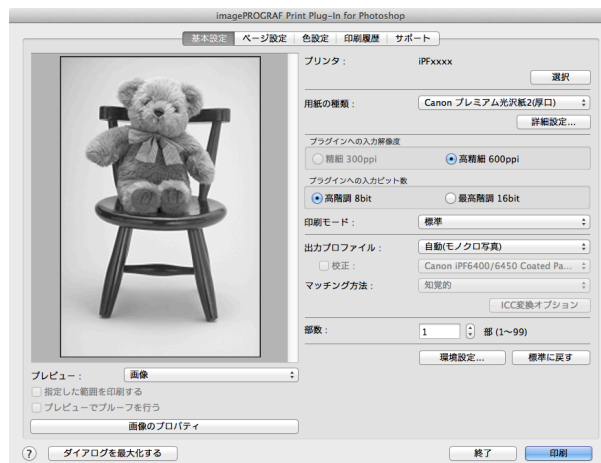 imagePROGRAF Print Plug-In for Photoshop
基本設定 ページ設定 色設定 印刷履歴 サポート
プリンタ： iPFxxxx
選択
用紙の種類： Canon プレミアム光沢紙2(厚口)
詳細設定...
プラグインへの入力解像度
精細 300ppi 高精細 600ppi
プラグインへの入力ビット数
高階調 8bit 最高階調 16bit
印刷モード： 標準
出力プロファイル： 自動(モノクロ写真)
校正： Canon iPF6400/6450 Coated Pa...
マッチング方法： 知覚的
ICC変換オプション
部数： 1 部 (1〜99)
環境設定... 標準に戻す
プレビュー： 画像
指定した範囲を印刷する
プレビューでプルーフを行う
画像のプロパティ
? ダイアログを最大化する 終了 印刷